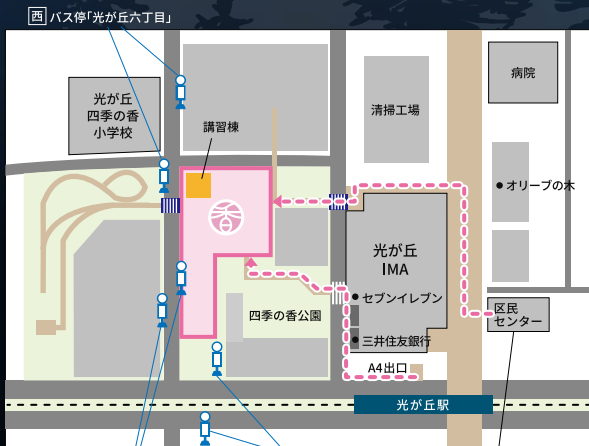 西 バス停「光が丘六丁目」
光が丘
四季の香
小学校
講習棟
清掃工場
病院
オリーブの木
光が丘
IMA
セブンイレブン
四季の香公園
区民
センター
三井住友銀行
A4出口
光が丘駅